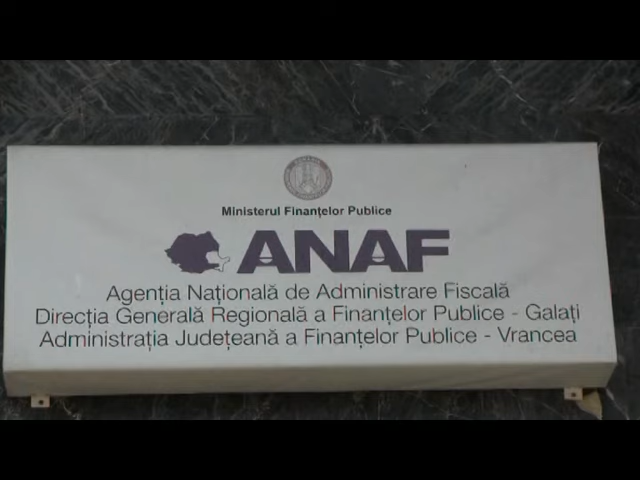 Ministerul Finanțelor Publice
ANAF
Agenția Națională de Administrare Fiscală
Direcția Generală Regională a Finanțelor Publice - Galați
Administrația Județeană a Finanțelor Publice - Vrancea